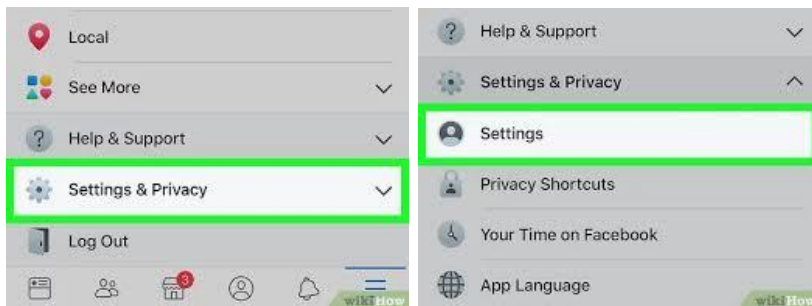 Local
See More
Help & Support
Settings & Privacy
Log Out
3
wikiHow
Help & Support
Settings & Privacy
Settings
Privacy Shortcuts
Your Time on Facebook
App Language
wikiHow